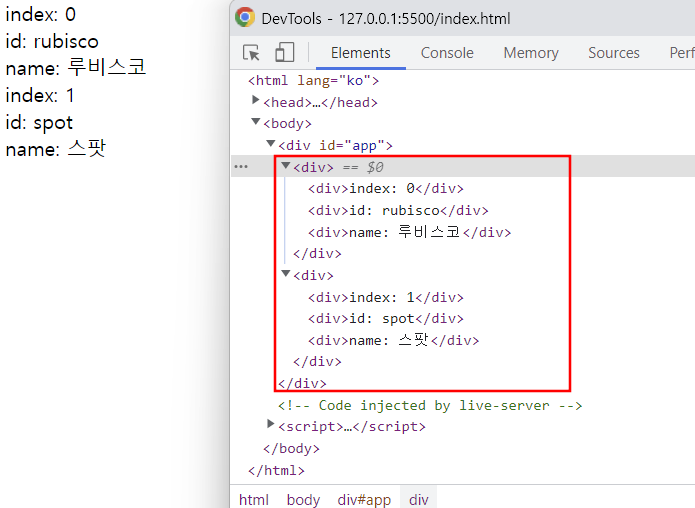 index: 0
id: rubisco
name: 루비스코
index: 1
id: spot
name: 스팟
DevTools - 127.0.0.1:5500/index.html
Elements Console Memory Sources Perf
<html lang="ko">
<head>…</head>
<body>
<div id="app">
… <div> == $0
<div>index: 0</div>
<div>id: rubisco</div>
<div>name: 루비스코</div>
</div>
<div>
<div>index: 1</div>
<div>id: spot</div>
<div>name: 스팟</div>
</div>
</div>
<!-- Code injected by live-server -->
<script>…</script>
</body>
</html>
html body div#app div